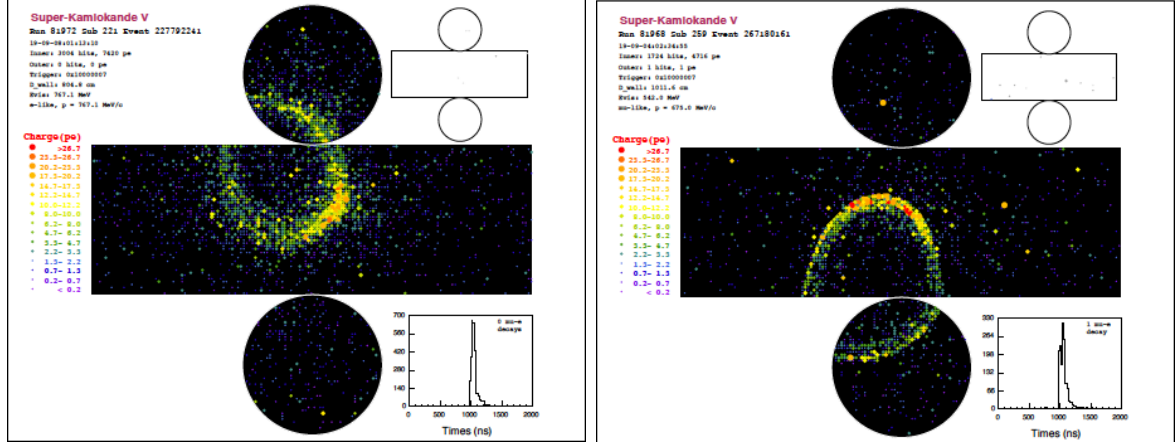 Super-Kamiokande V
Run 81972 Sub 221 Event 227792241
19-09-08:01:13:10
Inner: 3004 hits, 7420 pe
Outer: 0 hits, 0 pe
Trigger: 0x10000007
D_wall: 804.8 cm
Evis: 767.1 MeV
e-like, p = 767.1 MeV/c
Charge(pe)
>26.7
23.3-26.7
20.2-23.3
17.3-20.2
14.7-17.3
12.2-14.7
10.0-12.2
8.0-10.0
6.2- 8.0
4.7- 6.2
3.3- 4.7
2.2- 3.3
1.3- 2.2
0.7- 1.3
0.2- 0.7
< 0.2
0 mu-e
decays
700
560
420
280
140
0
0
500
1000
1500
2000
Times (ns)
Super-Kamiokande V
Run 81968 Sub 259 Event 267180161
19-09-04:02:34:55
Inner: 1724 hits, 4716 pe
Outer: 1 hits, 1 pe
Trigger: 0x10000007
D_wall: 1011.6 cm
Evis: 542.0 MeV
mu-like, p = 675.0 MeV/c
Charge(pe)
>26.7
23.3-26.7
20.2-23.3
17.3-20.2
14.7-17.3
12.2-14.7
10.0-12.2
8.0-10.0
6.2- 8.0
4.7- 6.2
3.3- 4.7
2.2- 3.3
1.3- 2.2
0.7- 1.3
0.2- 0.7
< 0.2
1 mu-e
decay
330
264
198
132
66
0
0
500
1000
1500
2000
Times (ns)